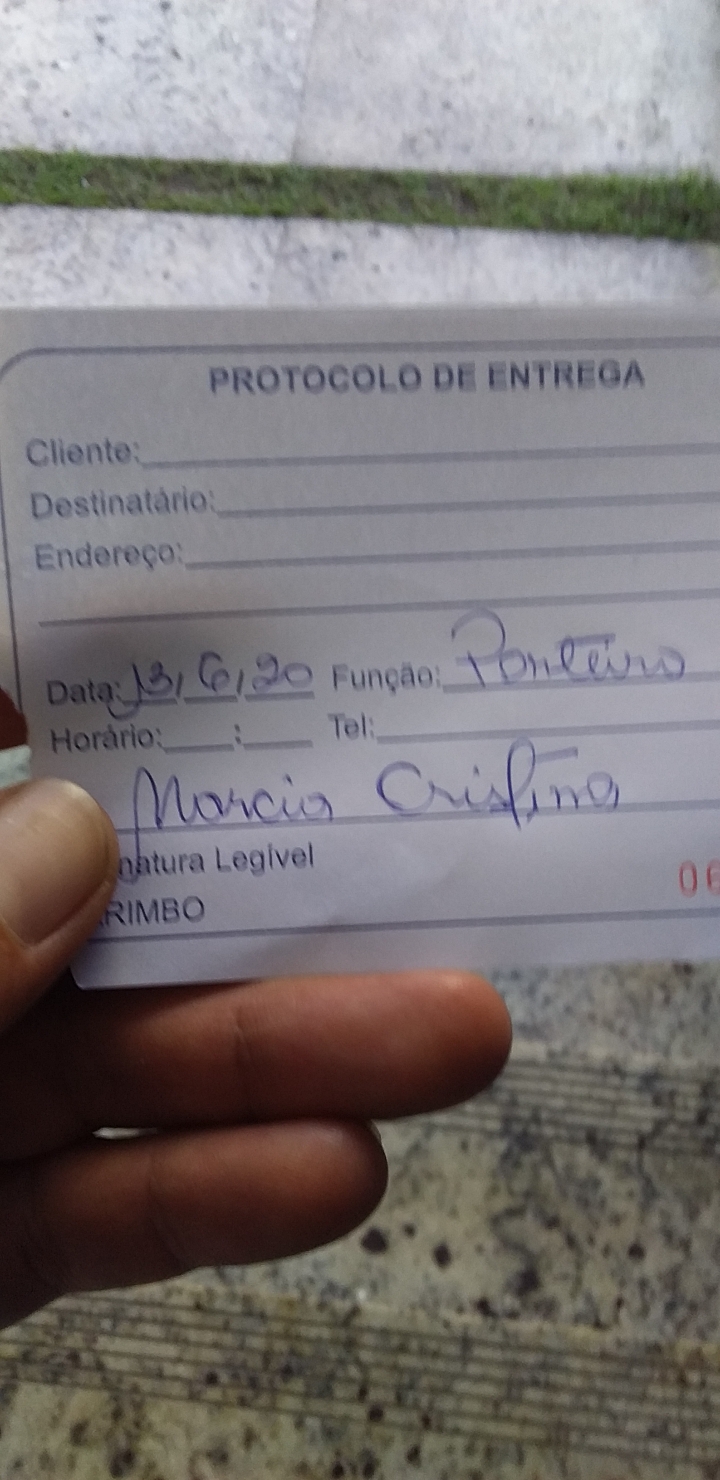 PROTOCOLO DE ENTREGA
Cliente:
Destinatário:
Endereço:
Data: 13/6/20 Função: Porteiro
Horário: : Tel:
Marcia Cristina
natura Legível
06
RIMBO